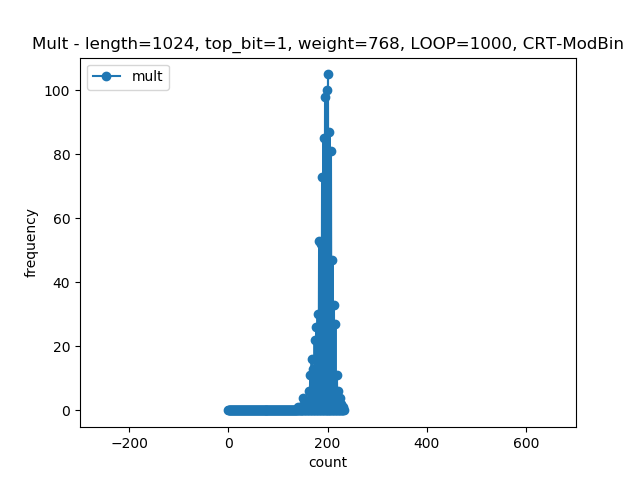 Mult - length=1024, top_bit=1, weight=768, LOOP=1000, CRT-ModBin
mult
100
80
60
40
20
0
frequency
−200
0
200
400
600
count